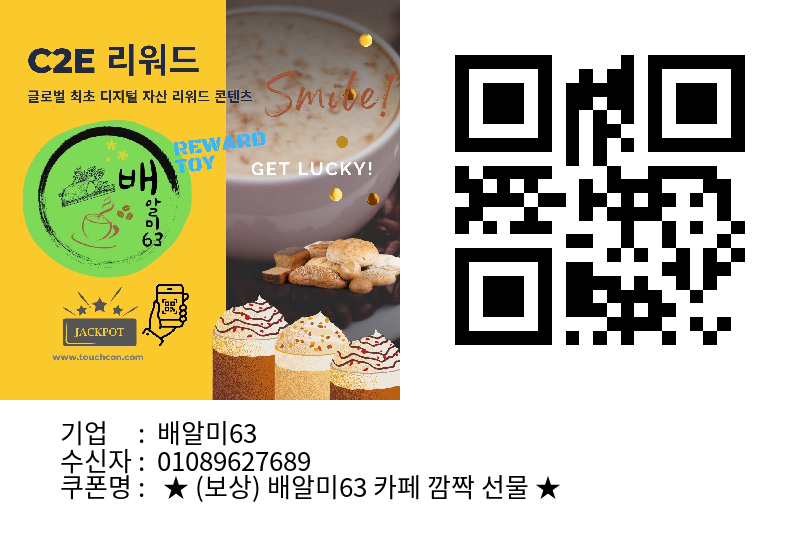 C2E 리워드
글로벌 최초 디지털 자산 리워드 콘텐츠
Smile!
REWARD
TOY
GET LUCKY!
배
알
미
63
JACKPOT
www.touchcon.com
기업 : 배알미63
수신자 : 01089627689
쿠폰명 : ★ (보상) 배알미63 카페 깜짝 선물 ★